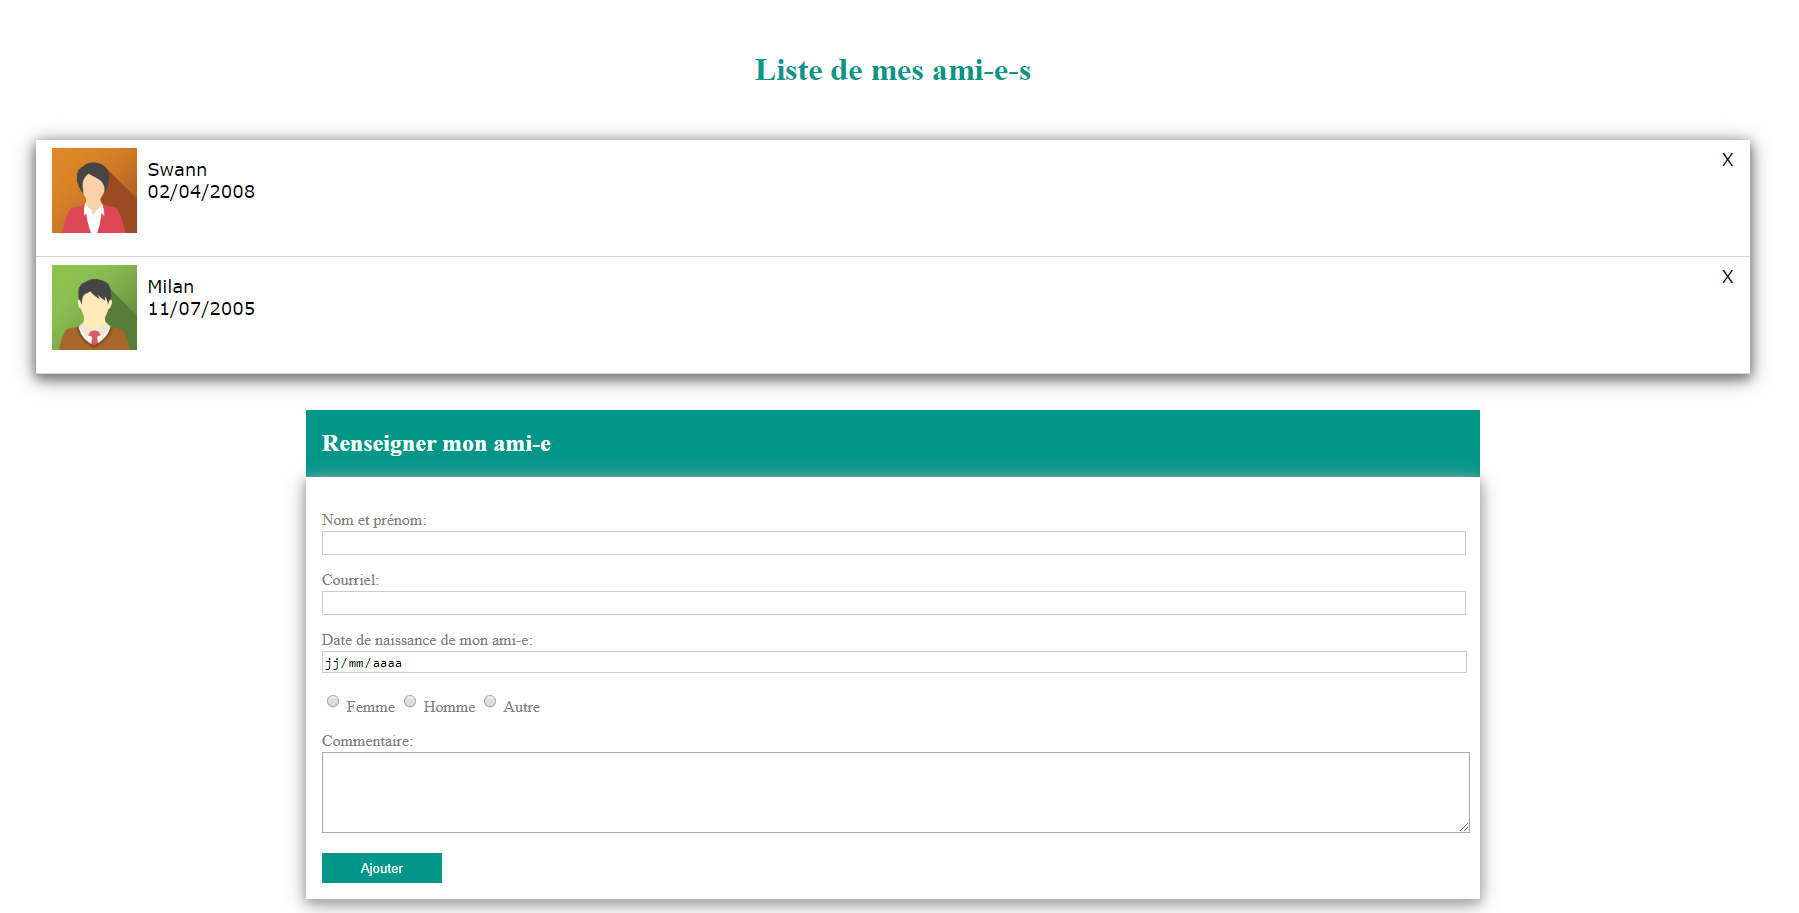 Liste de mes ami-e-s
Swann
X
02/04/2008
Milan
X
11/07/2005
Renseigner mon ami-e
Nom et prénom:
Courriel:
Date de naissance de mon ami-e:
jj/mm/aaaa
Femme Homme Autre
Commentaire:
Ajouter